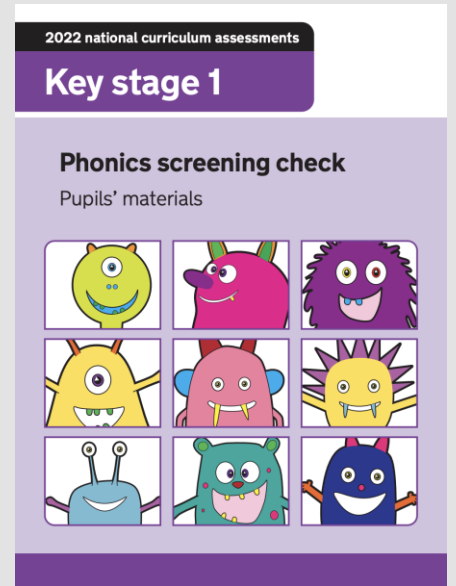 2022 national curriculum assessments
Key stage 1
Phonics screening check
Pupils’ materials